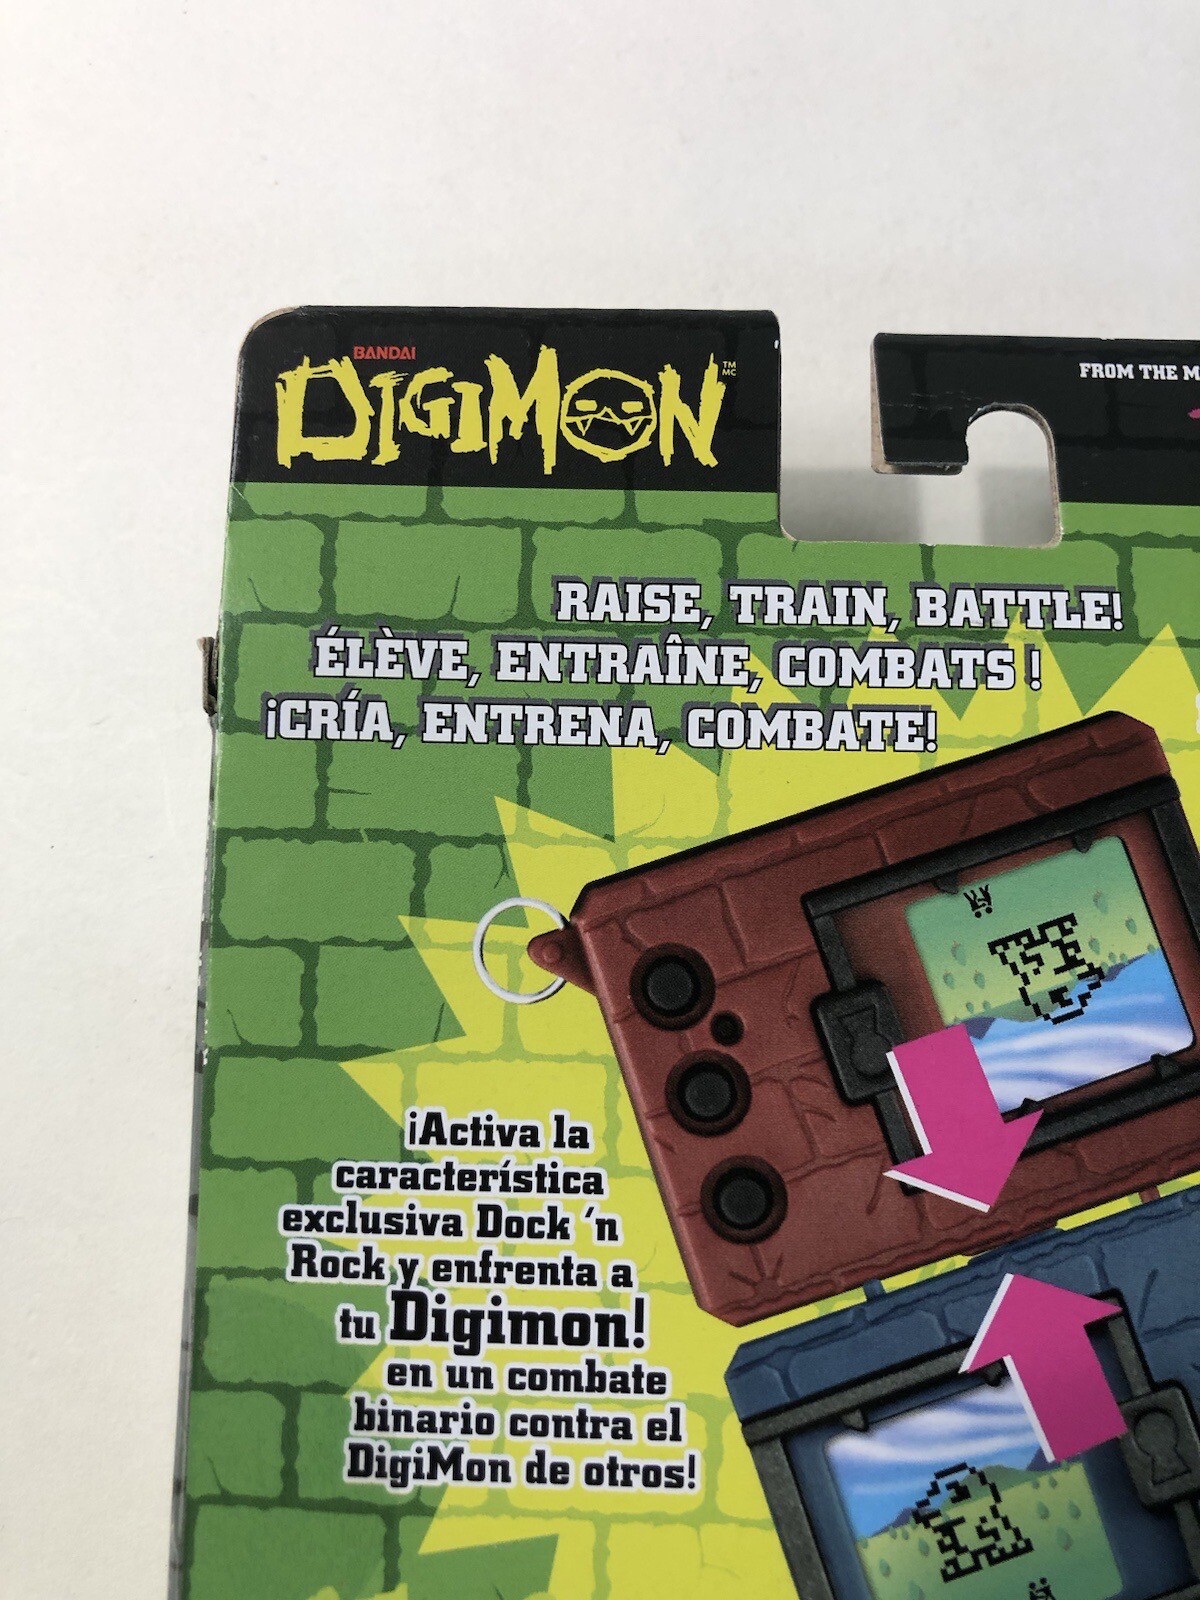 BANDAI
DIGIMON
TM
MC
FROM THE M
RAISE, TRAIN, BATTLE!
ÉLÈVE, ENTRAÎNE, COMBATS !
¡CRÍA, ENTRENA, COMBATE!
¡Activa la
característica
exclusiva Dock ‘n
Rock y enfrenta a
tu Digimon!
en un combate
binario contra el
DigiMon de otros!